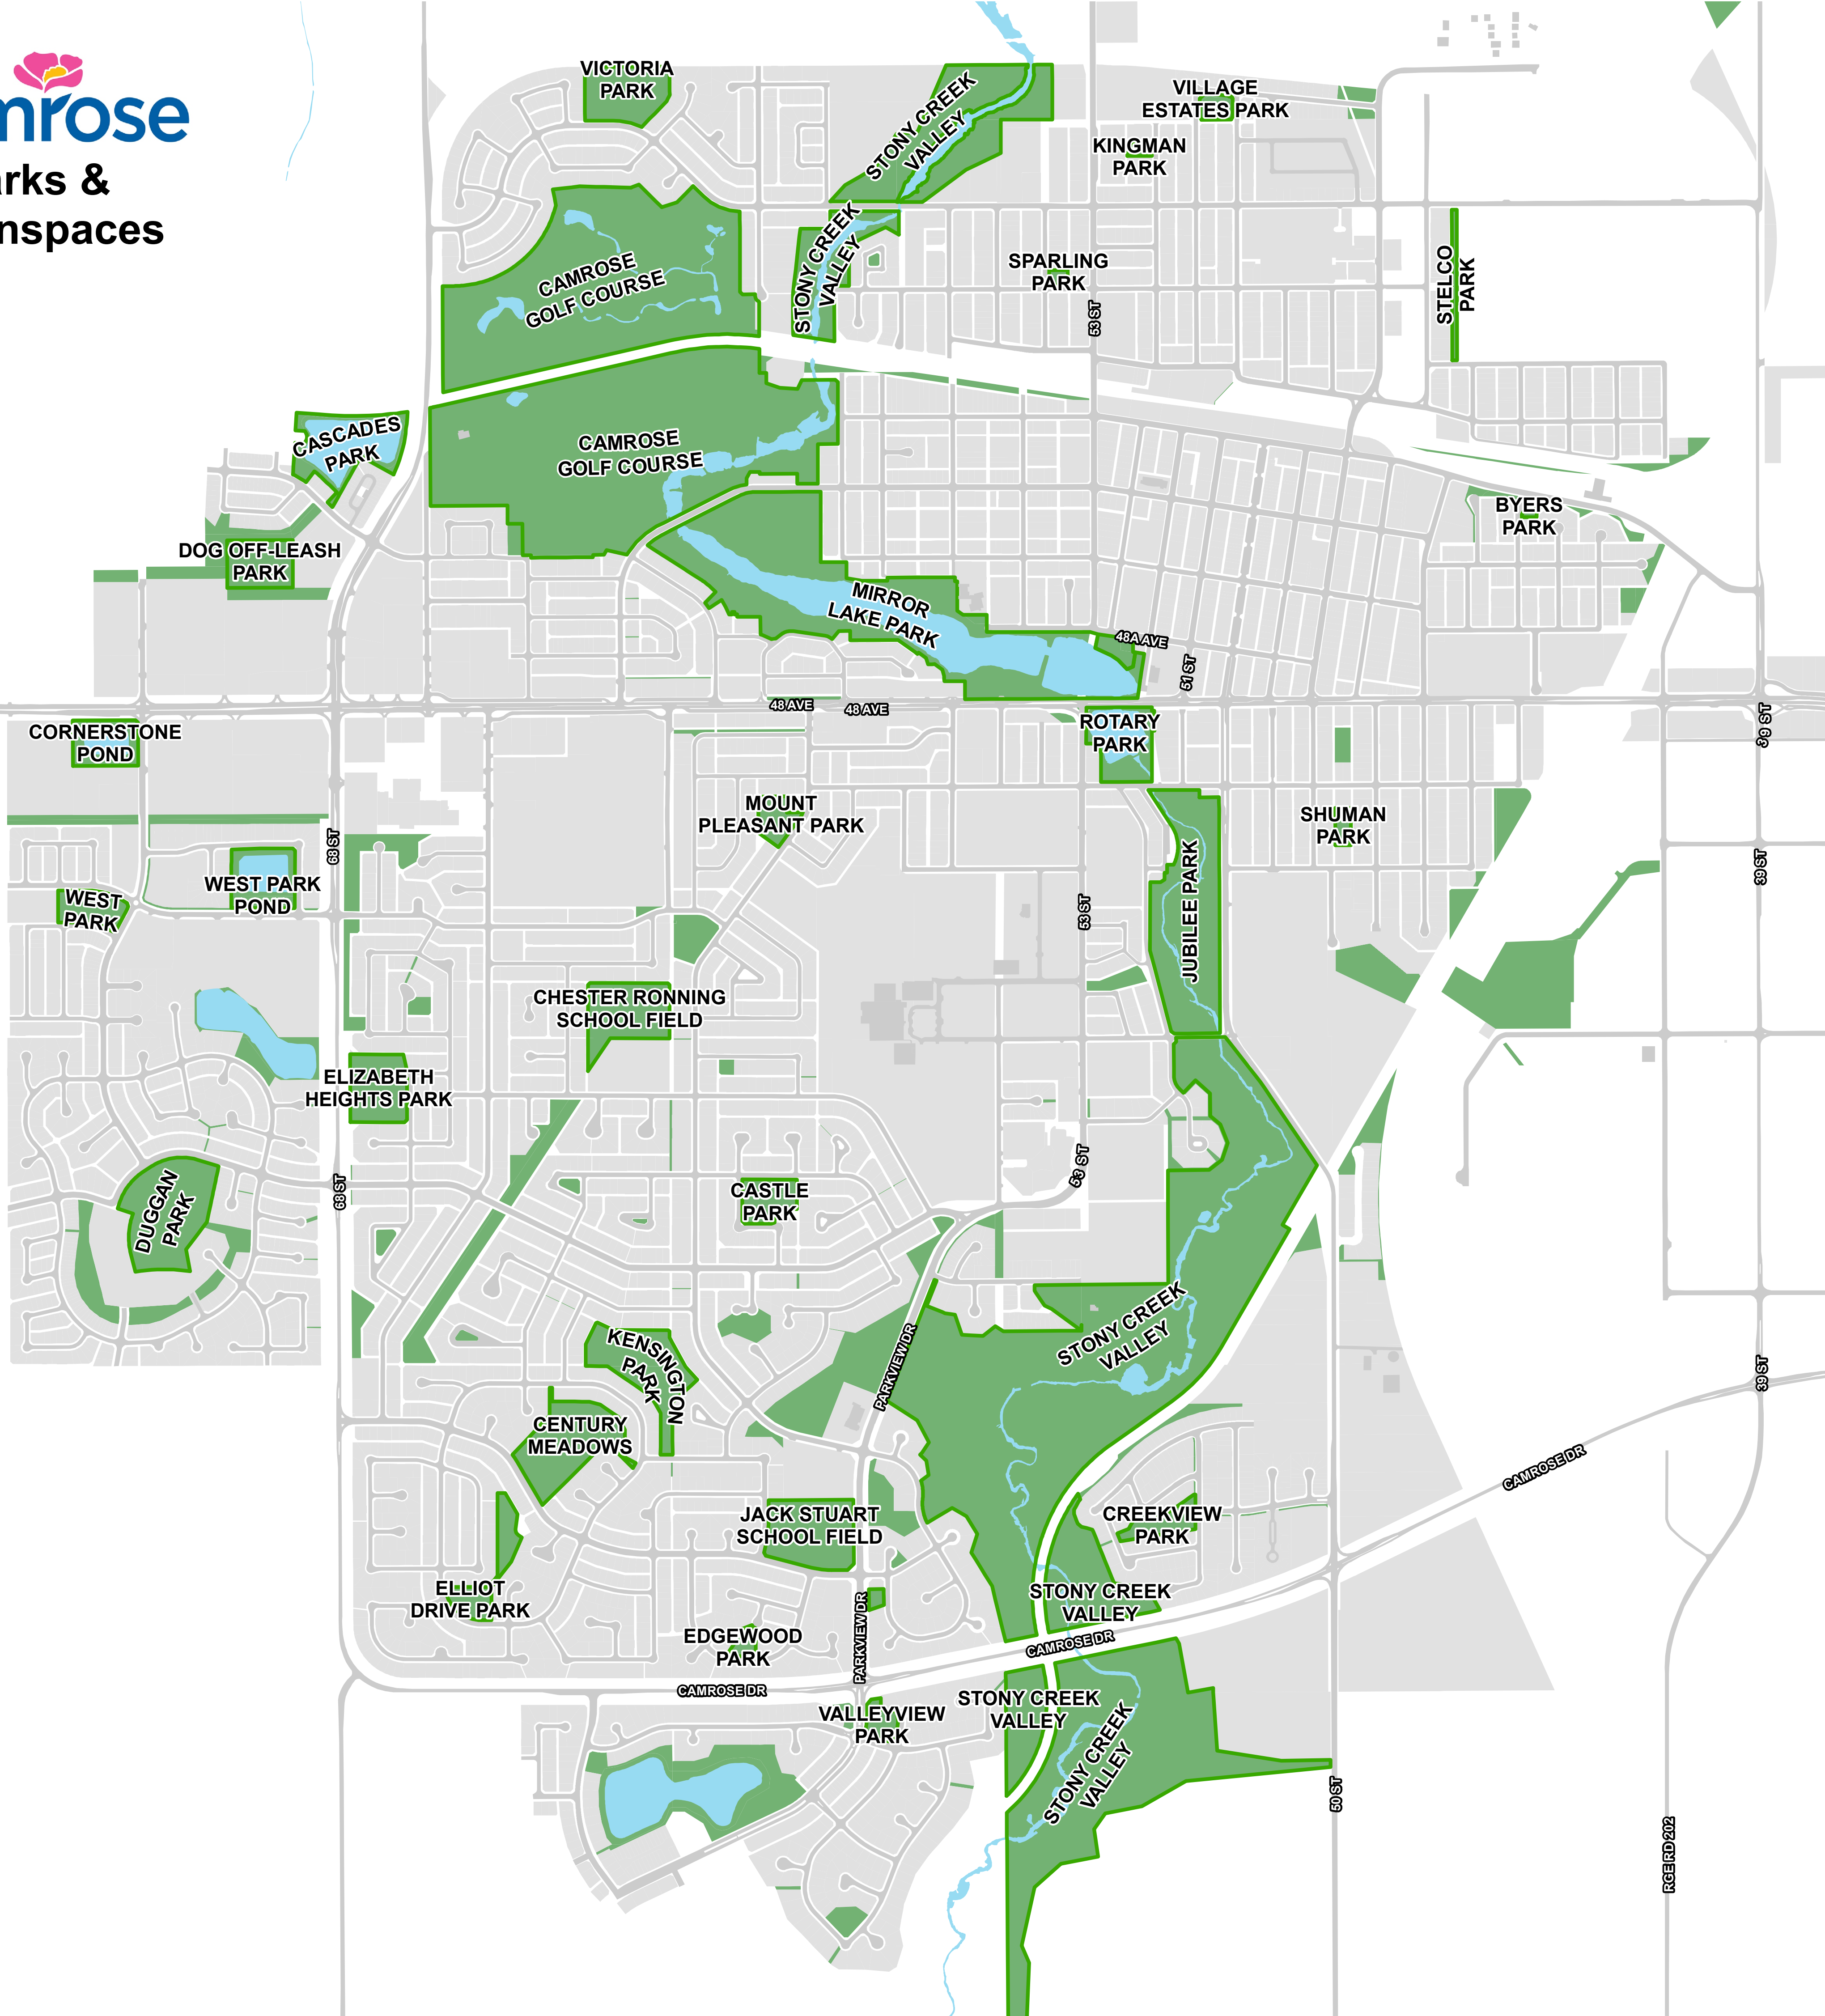 VICTORIA
PARK
STONY CREEK
VALLEY
VILLAGE
ESTATES PARK
KINGMAN
PARK
mrose
arks &
nspaces
STONY CREEK
VALLEY
CAMROSE
GOLF COURSE
SPARLING
PARK
53 ST
STELCO
PARK
CASCADES
PARK
CAMROSE
GOLF COURSE
BYERS
PARK
DOG OFF-LEASH
PARK
MIRROR
LAKE PARK
48A AVE
51 ST
48 AVE
48 AVE
CORNERSTONE
POND
ROTARY
PARK
39 ST
MOUNT
PLEASANT PARK
SHUMAN
PARK
68 ST
39 ST
WEST PARK
POND
WEST
PARK
53 ST
JUBILEE PARK
CHESTER RONNING
SCHOOL FIELD
ELIZABETH
HEIGHTS PARK
53 ST
68 ST
DUGGAN
PARK
CASTLE
PARK
STONY CREEK
VALLEY
PARKVIEW DR
KENSINGTON
PARK
39 ST
CENTURY
MEADOWS
CAMROSE DR
JACK STUART
SCHOOL FIELD
CREEKVIEW
PARK
ELLIOT
DRIVE PARK
STONY CREEK
VALLEY
PARKVIEW DR
EDGEWOOD
PARK
CAMROSE DR
CAMROSE DR
STONY CREEK
VALLEY
VALLEYVIEW
PARK
STONY CREEK
VALLEY
50 ST
RGE RD 202